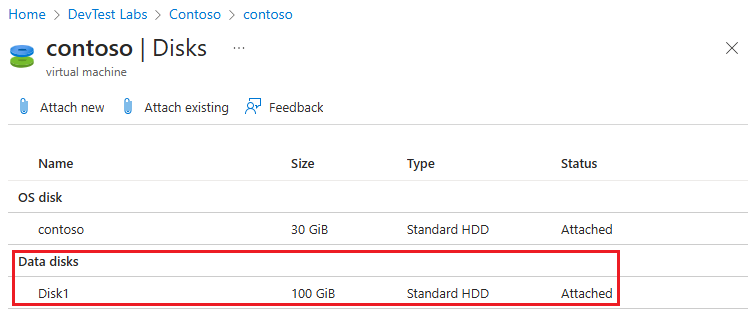 Home > DevTest Labs > Contoso > contoso
contoso | Disks ...
virtual machine
Attach new Attach existing Feedback
Name Size Type Status
OS disk
contoso 30 GiB Standard HDD Attached
Data disks
Disk1 100 GiB Standard HDD Attached